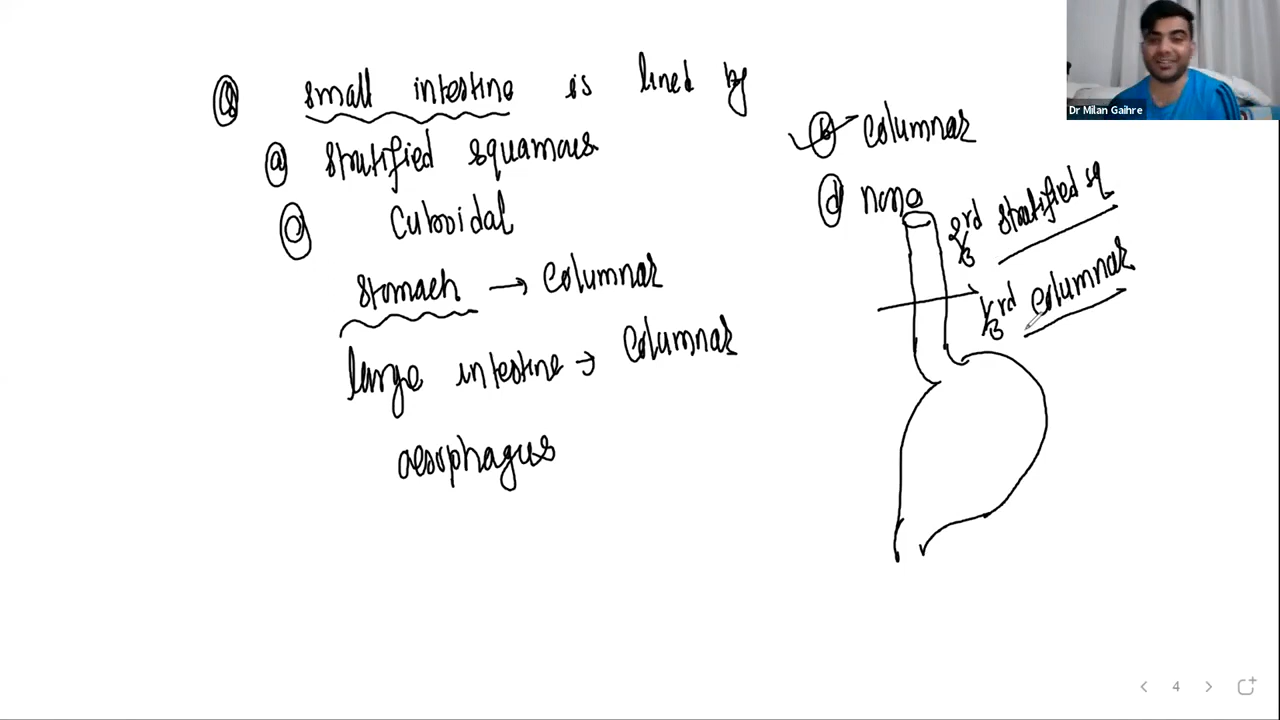 Q small intestine is lined by
a stratified squamous
b columnar
c cuboidal
d none
stomach → columnar
large intestine → columnar
aesophagus
2/3rd stratified sq
1/3rd columnar
Dr Milan Gaihre
4